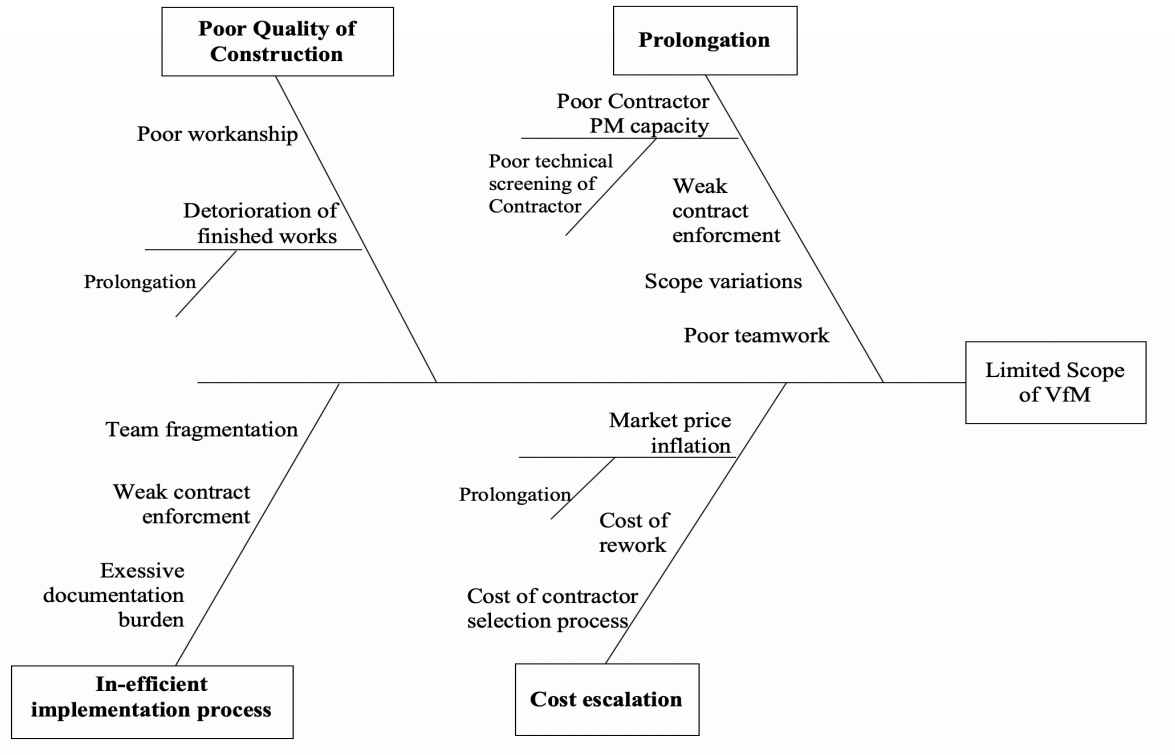 Poor Quality of
Construction
Prolongation
Poor workanship
Detorioration of
finished works
Prolongation
Poor Contractor
PM capacity
Poor technical
screening of
Contractor
Weak
contract
enforcment
Scope variations
Poor teamwork
Limited Scope
of VfM
Team fragmentation
Weak contract
enforcment
Exessive
documentation
burden
In-efficient
implementation process
Market price
inflation
Prolongation
Cost of
rework
Cost of contractor
selection process
Cost escalation